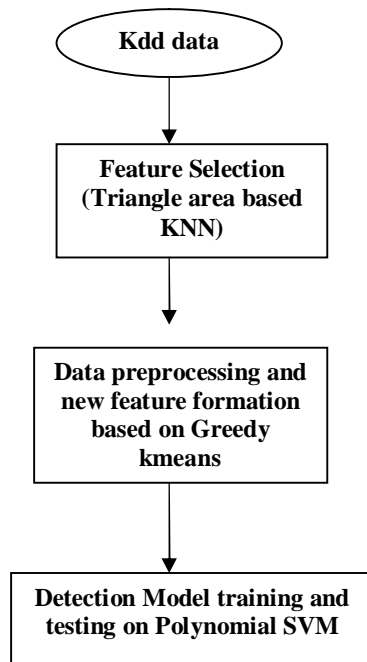 Kdd data
Feature Selection
(Triangle area based
KNN)
Data preprocessing and
new feature formation
based on Greedy
kmeans
Detection Model training and
testing on Polynomial SVM